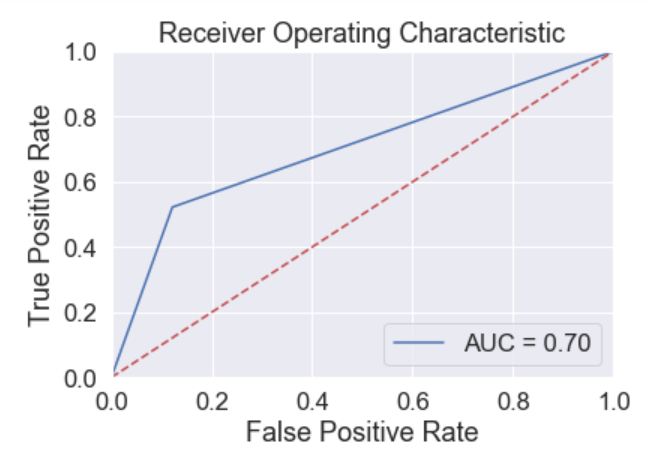 Receiver Operating Characteristic
True Positive Rate
1.0
0.8
0.6
0.4
0.2
0.0
AUC = 0.70
0.0 0.2 0.4 0.6 0.8 1.0
False Positive Rate